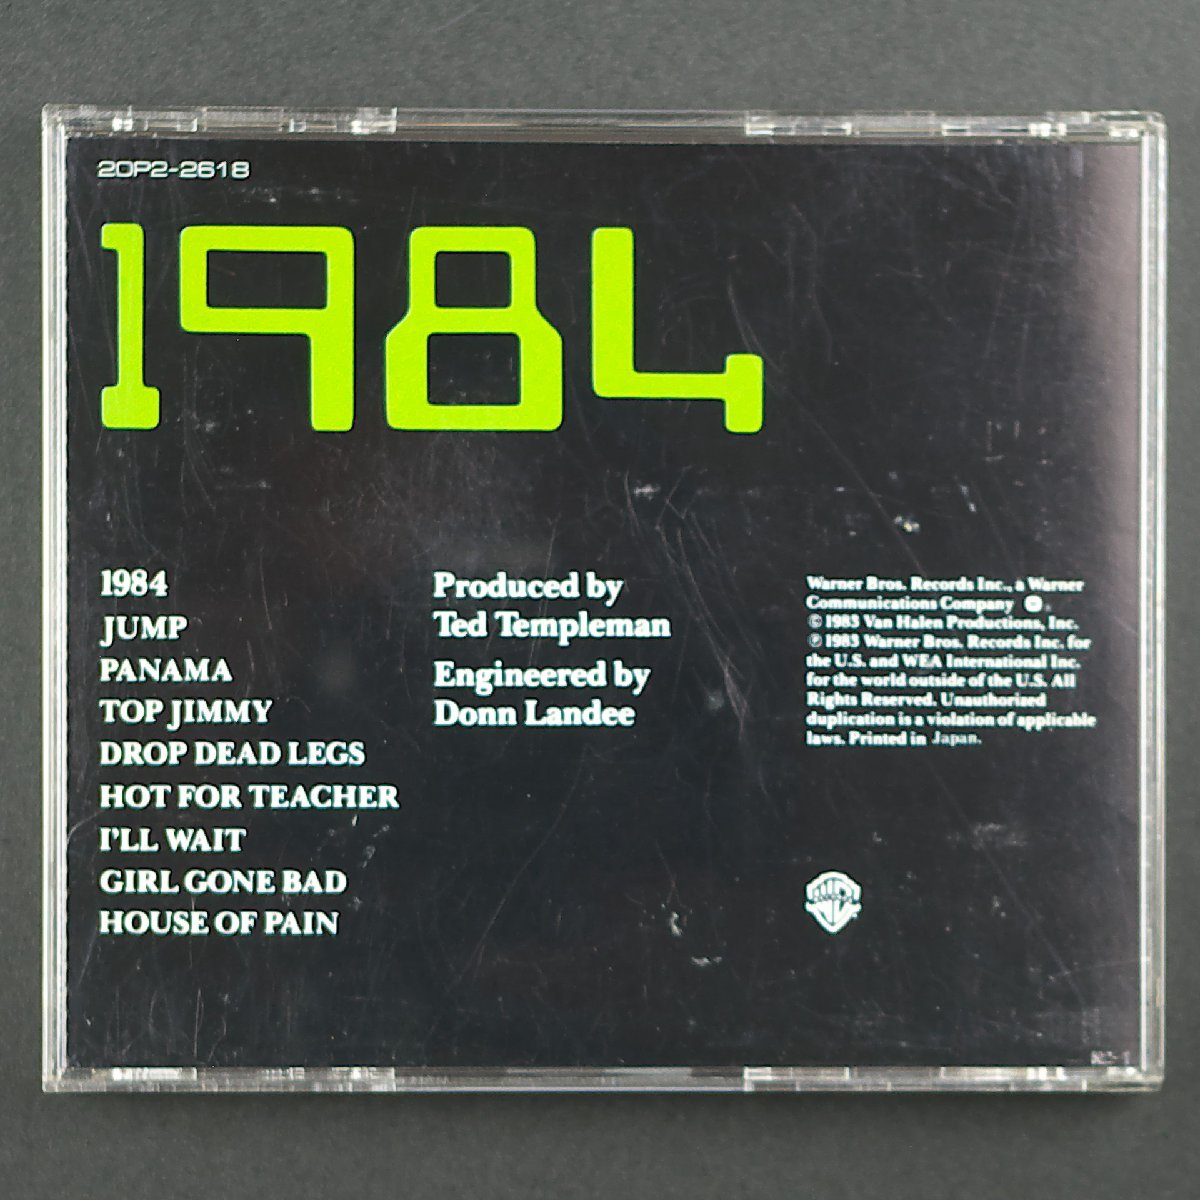 20P2-2618
1984
1984
JUMP
PANAMA
TOP JIMMY
DROP DEAD LEGS
HOT FOR TEACHER
I'LL WAIT
GIRL GONE BAD
HOUSE OF PAIN
Produced by
Ted Templeman
Engineered by
Donn Landee
Warner Bros. Records Inc., a Warner
Communications Company .
© 1983 Van Halen Productions, Inc.
℗ 1983 Warner Bros. Records Inc. for
the U.S. and WEA International Inc.
for the world outside of the U.S. All
Rights Reserved. Unauthorized
duplication is a violation of applicable
laws. Printed in Japan.